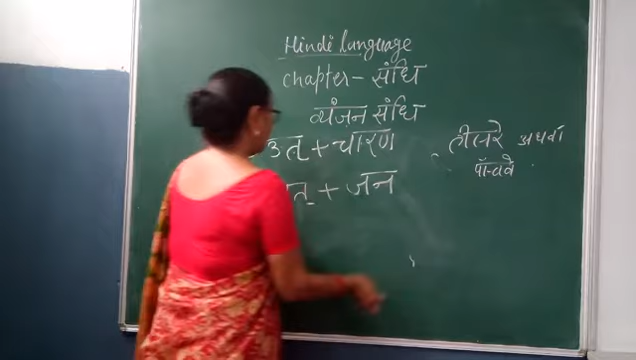 Hindi language
chapter - संधि
व्यंजन संधि
उत् + चारण
त् + जन
तीसरे अथवा
पाँचवे